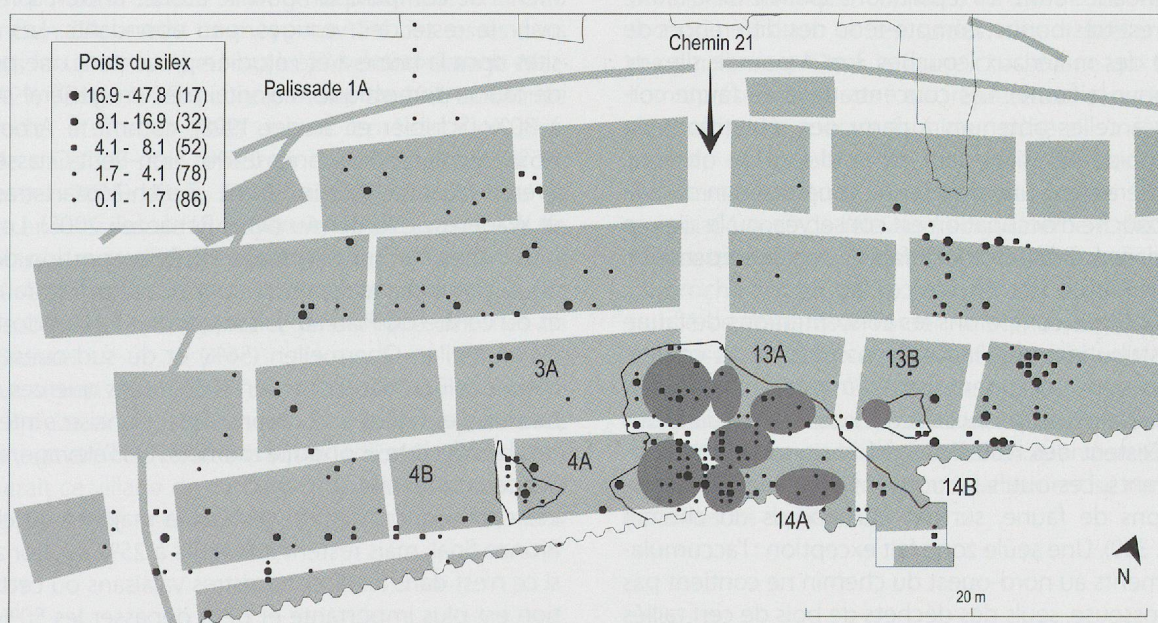 Chemin 21
Poids du silex
Palissade 1A
16.9 - 47.8 (17)
8.1 - 16.9 (32)
4.1 - 8.1 (52)
1.7 - 4.1 (78)
0.1 - 1.7 (86)
3A
13A
13B
4B
4A
14B
14A
N
20 m